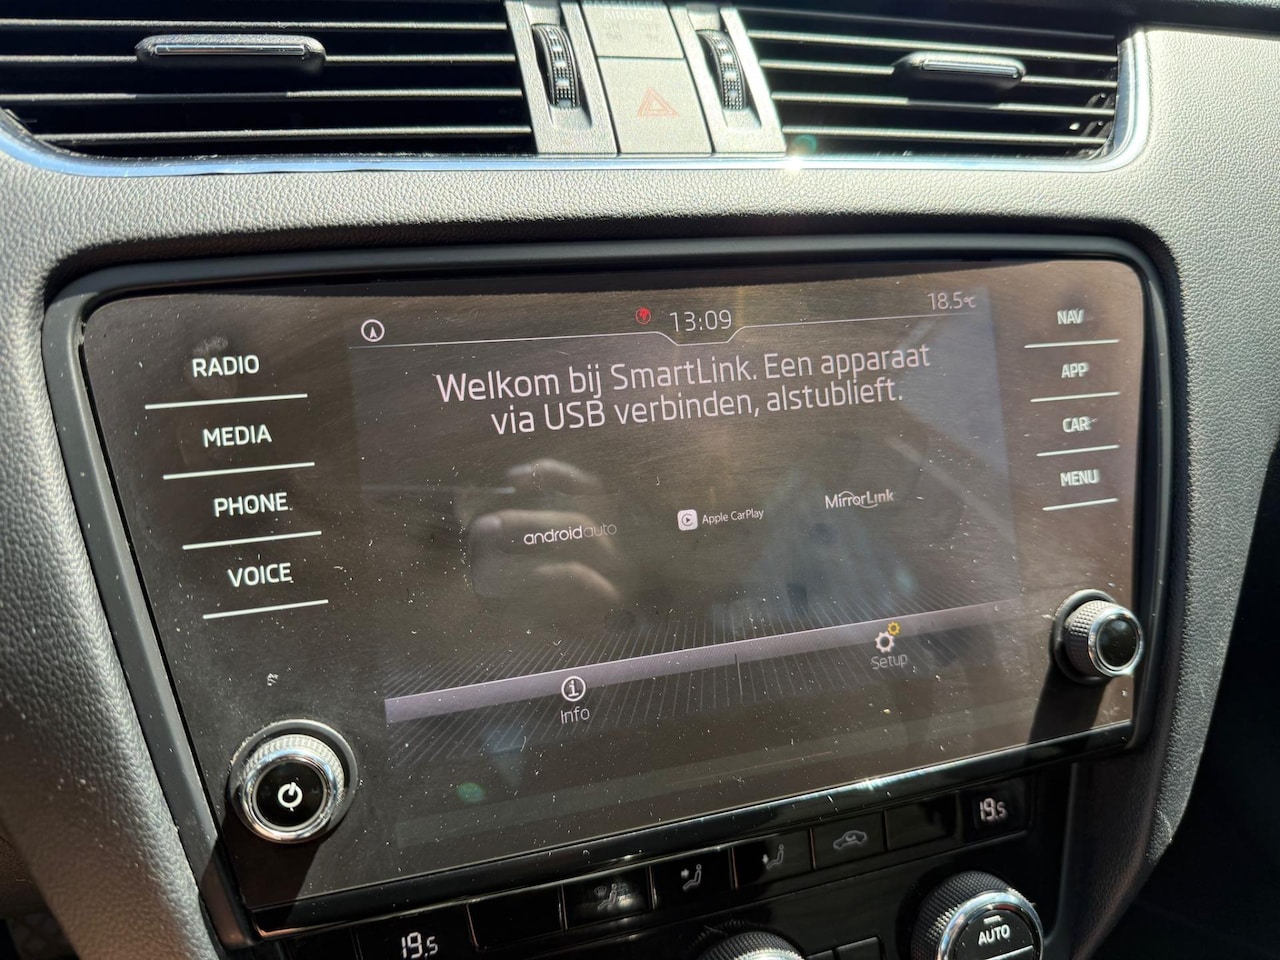 AIRBAG
13:09
18.5°C
RADIO
MEDIA
PHONE
VOICE
Welkom bij SmartLink. Een apparaat
via USB verbinden, alstublieft.
androidauto
Apple CarPlay
MirrorLink
NAV
APP
CAR
MENU
Info
Setup
19.5
19.5
AUTO